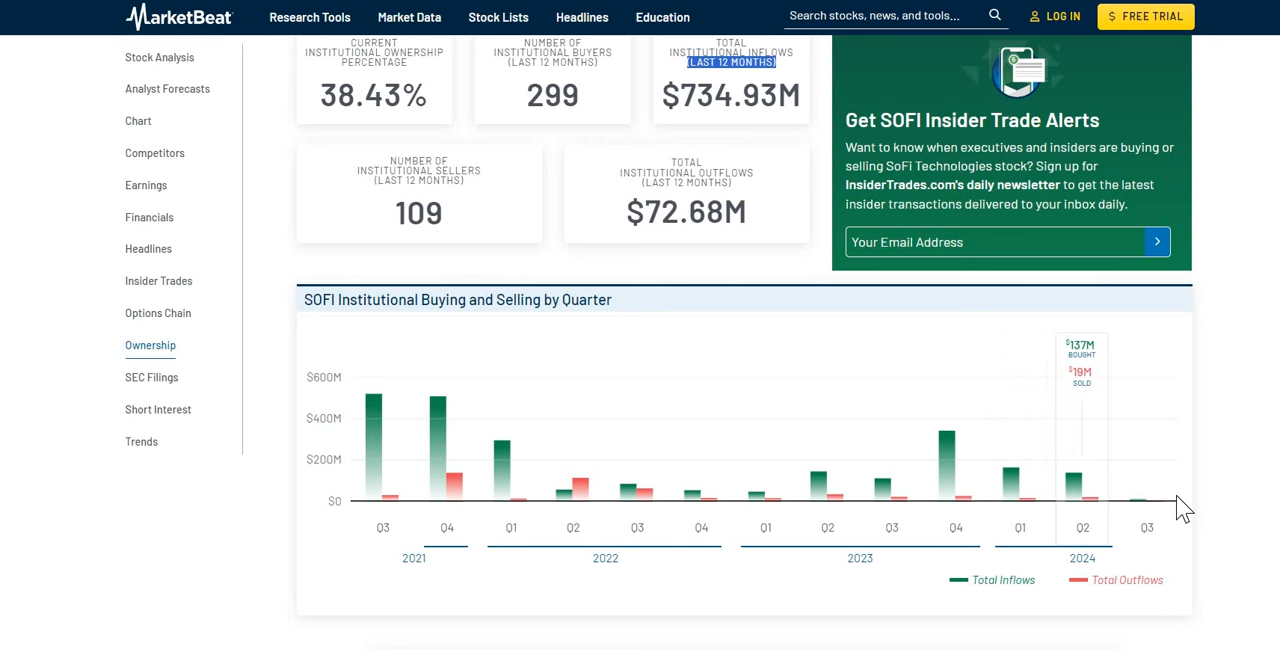 MarketBeat
Research Tools
Market Data
Stock Lists
Headlines
Education
Search stocks, news, and tools...
LOG IN
$ FREE TRIAL
Stock Analysis
Analyst Forecasts
Chart
Competitors
Earnings
Financials
Headlines
Insider Trades
Options Chain
Ownership
SEC Filings
Short Interest
Trends
CURRENT
INSTITUTIONAL OWNERSHIP
PERCENTAGE
38.43%
NUMBER OF
INSTITUTIONAL BUYERS
(LAST 12 MONTHS)
299
TOTAL
INSTITUTIONAL INFLOWS
(LAST 12 MONTHS)
$734.93M
NUMBER OF
INSTITUTIONAL SELLERS
(LAST 12 MONTHS)
109
TOTAL
INSTITUTIONAL OUTFLOWS
(LAST 12 MONTHS)
$72.68M
Get SOFI Insider Trade Alerts
Want to know when executives and insiders are buying or
selling SoFi Technologies stock? Sign up for
InsiderTrades.com's daily newsletter to get the latest
insider transactions delivered to your inbox daily.
Your Email Address
SOFI Institutional Buying and Selling by Quarter
$137M
BOUGHT
$19M
SOLD
$600M
$400M
$200M
$0
Q3 Q4 Q1 Q2 Q3 Q4 Q1 Q2 Q3 Q4 Q1 Q2 Q3
2021 2022 2023 2024
Total Inflows Total Outflows